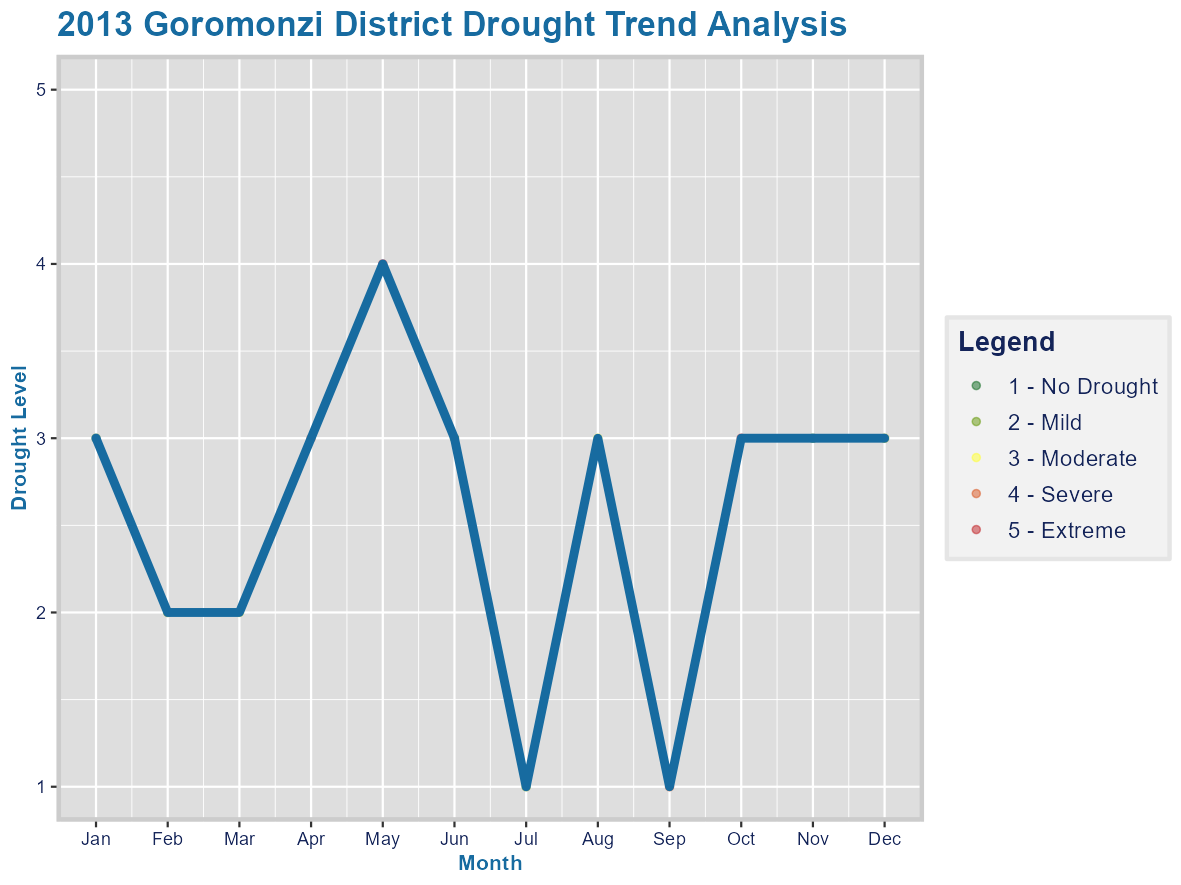 2013 Goromonzi District Drought Trend Analysis
Drought Level
5
4
3
2
1
Jan Feb Mar Apr May Jun Jul Aug Sep Oct Nov Dec
Month
Legend
1 - No Drought
2 - Mild
3 - Moderate
4 - Severe
5 - Extreme